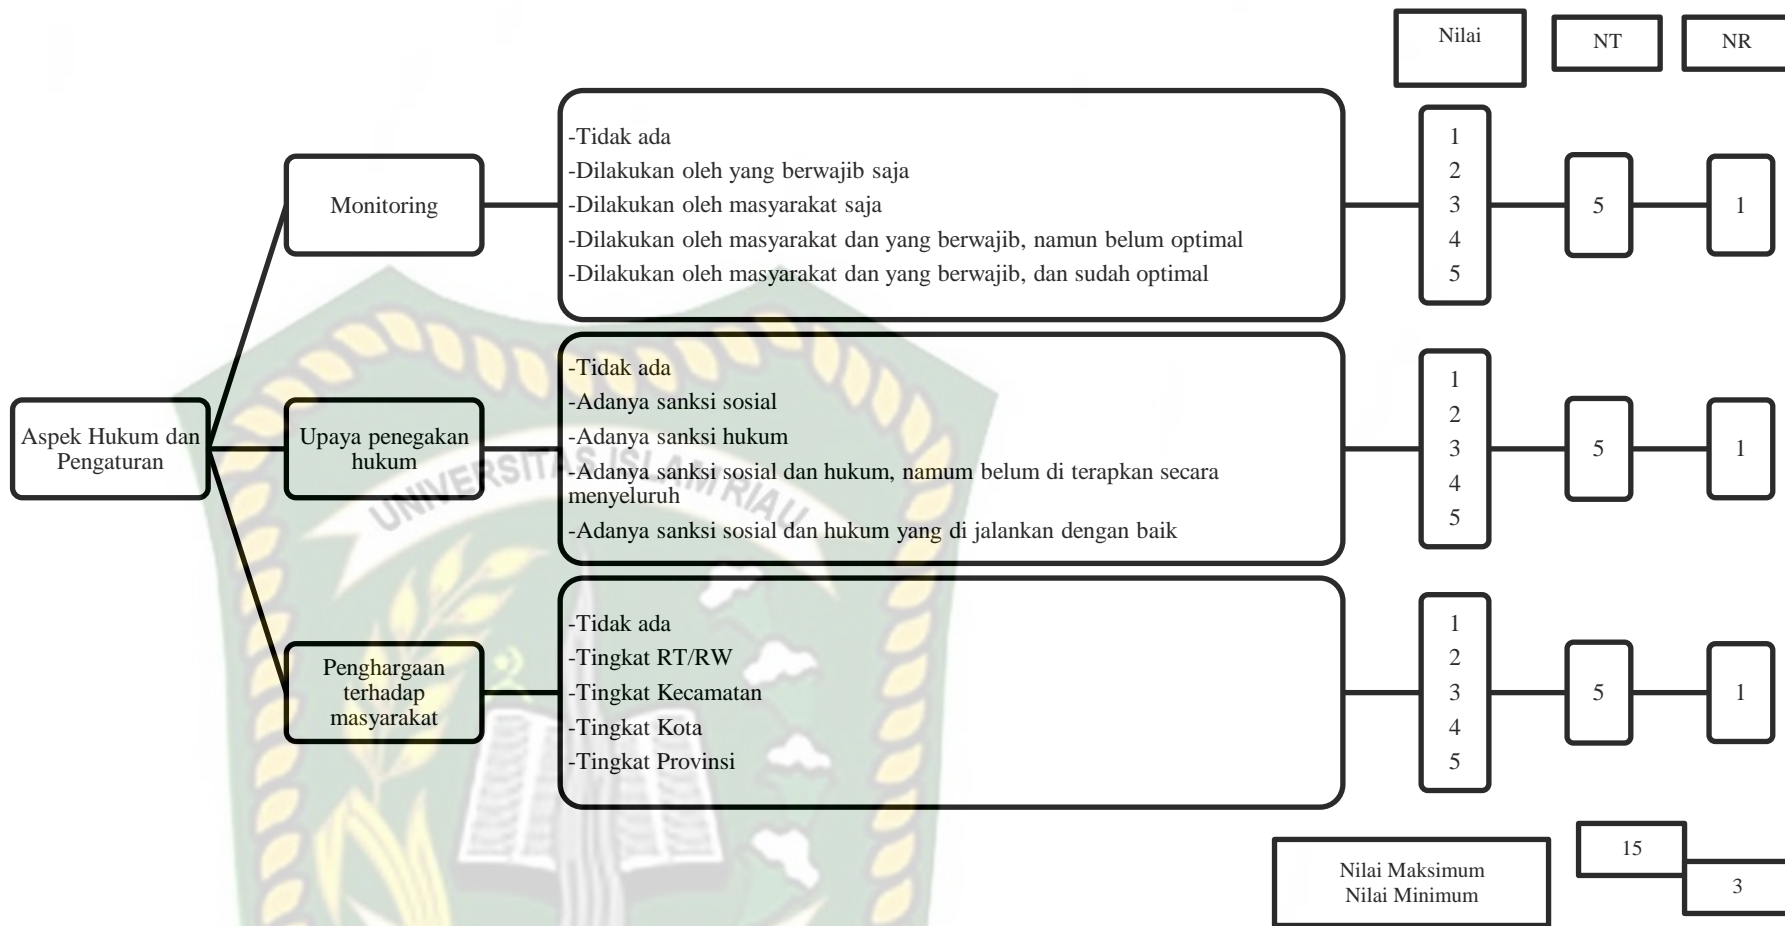 Nilai
NT
NR
Aspek Hukum dan
Pengaturan
Monitoring
-Tidak ada
-Dilakukan oleh yang berwajib saja
-Dilakukan oleh masyarakat saja
-Dilakukan oleh masyarakat dan yang berwajib, namun belum optimal
-Dilakukan oleh masyarakat dan yang berwajib, dan sudah optimal
1
2
3
4
5
5
1
Upaya penegakan
hukum
-Tidak ada
-Adanya sanksi sosial
-Adanya sanksi hukum
-Adanya sanksi sosial dan hukum, namum belum di terapkan secara
menyeluruh
-Adanya sanksi sosial dan hukum yang di jalankan dengan baik
1
2
3
4
5
5
1
Penghargaan
terhadap
masyarakat
-Tidak ada
-Tingkat RT/RW
-Tingkat Kecamatan
-Tingkat Kota
-Tingkat Provinsi
1
2
3
4
5
5
1
Nilai Maksimum
Nilai Minimum
15
3
UNIVERSITAS ISLAM RIAU